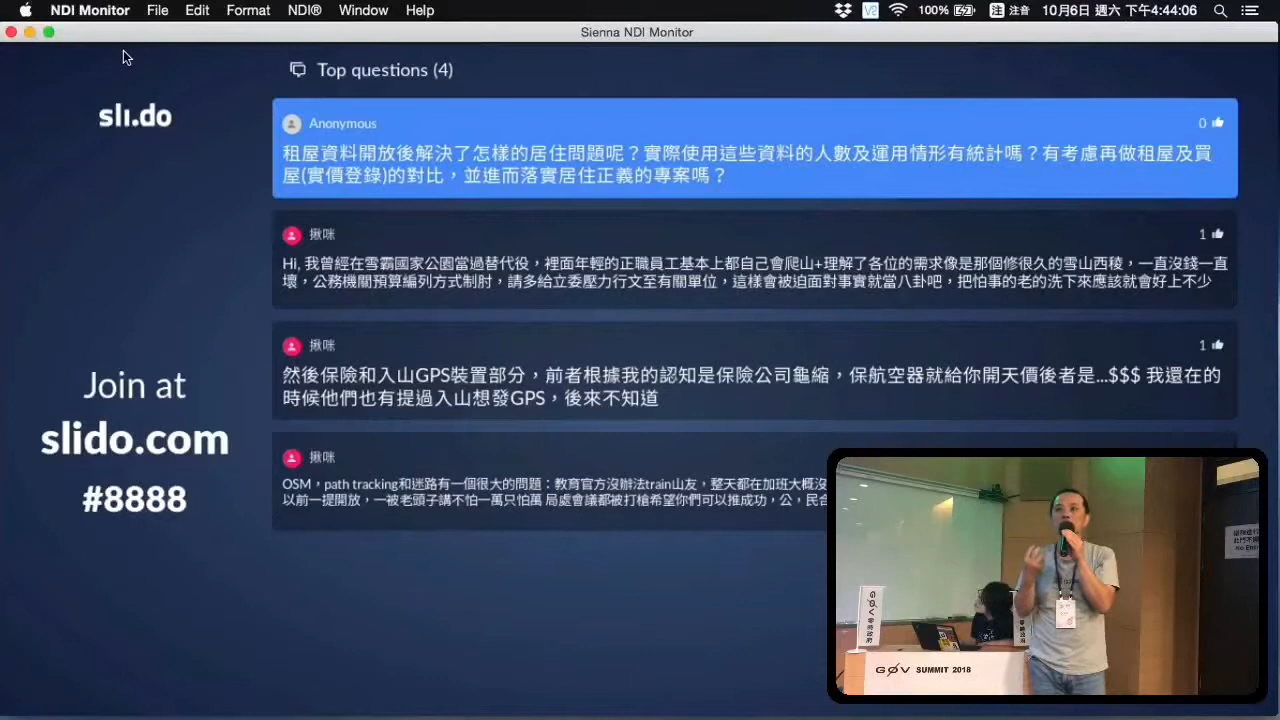 NDI Monitor File Edit Format NDI® Window Help 100% 注 注音 10月6日 週六 下午4:44:06
Sienna NDI Monitor
Top questions (4)
sli.do
Anonymous 0
租屋資料開放後解決了怎樣的居住問題呢？實際使用這些資料的人數及運用情形有統計嗎？有考慮再做租屋及買
屋(實價登錄)的對比，並進而落實居住正義的專案嗎？
揪咪 1
Hi, 我曾經在雪霸國家公園當過替代役，裡面年輕的正職員工基本上都自己會爬山+理解了各位的需求像是那個修很久的雪山西稜，一直沒錢一直
壞，公務機關預算編列方式制肘，請多給立委壓力行文至有關單位，這樣會被迫面對事實就當八卦吧，把怕事的老的洗下來應該就會好上不少
揪咪 1
然後保險和入山GPS裝置部分，前者根據我的認知是保險公司龜縮，保航空器就給你開天價後者是...$$$ 我還在的
時候他們也有提過入山想發GPS，後來不知道
揪咪
OSM，path tracking和迷路有一個很大的問題：教育官方沒辦法train山友，整天都在加班大概沒
以前一提開放，一被老頭子講不怕一萬只怕萬 局處會議都被打槍希望你們可以推成功，公，民合
Join at
slido.com
#8888
G0V 零時政府
No Entry
G0V SUMMIT 2018